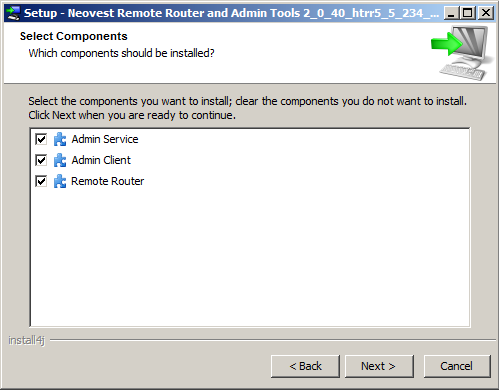 Setup - Neovest Remote Router and Admin Tools 2_0_40_htrr5_5_234_...
Select Components
Which components should be installed?
Select the components you want to install; clear the components you do not want to install.
Click Next when you are ready to continue.
Admin Service
Admin Client
Remote Router
install4j
< Back
Next >
Cancel